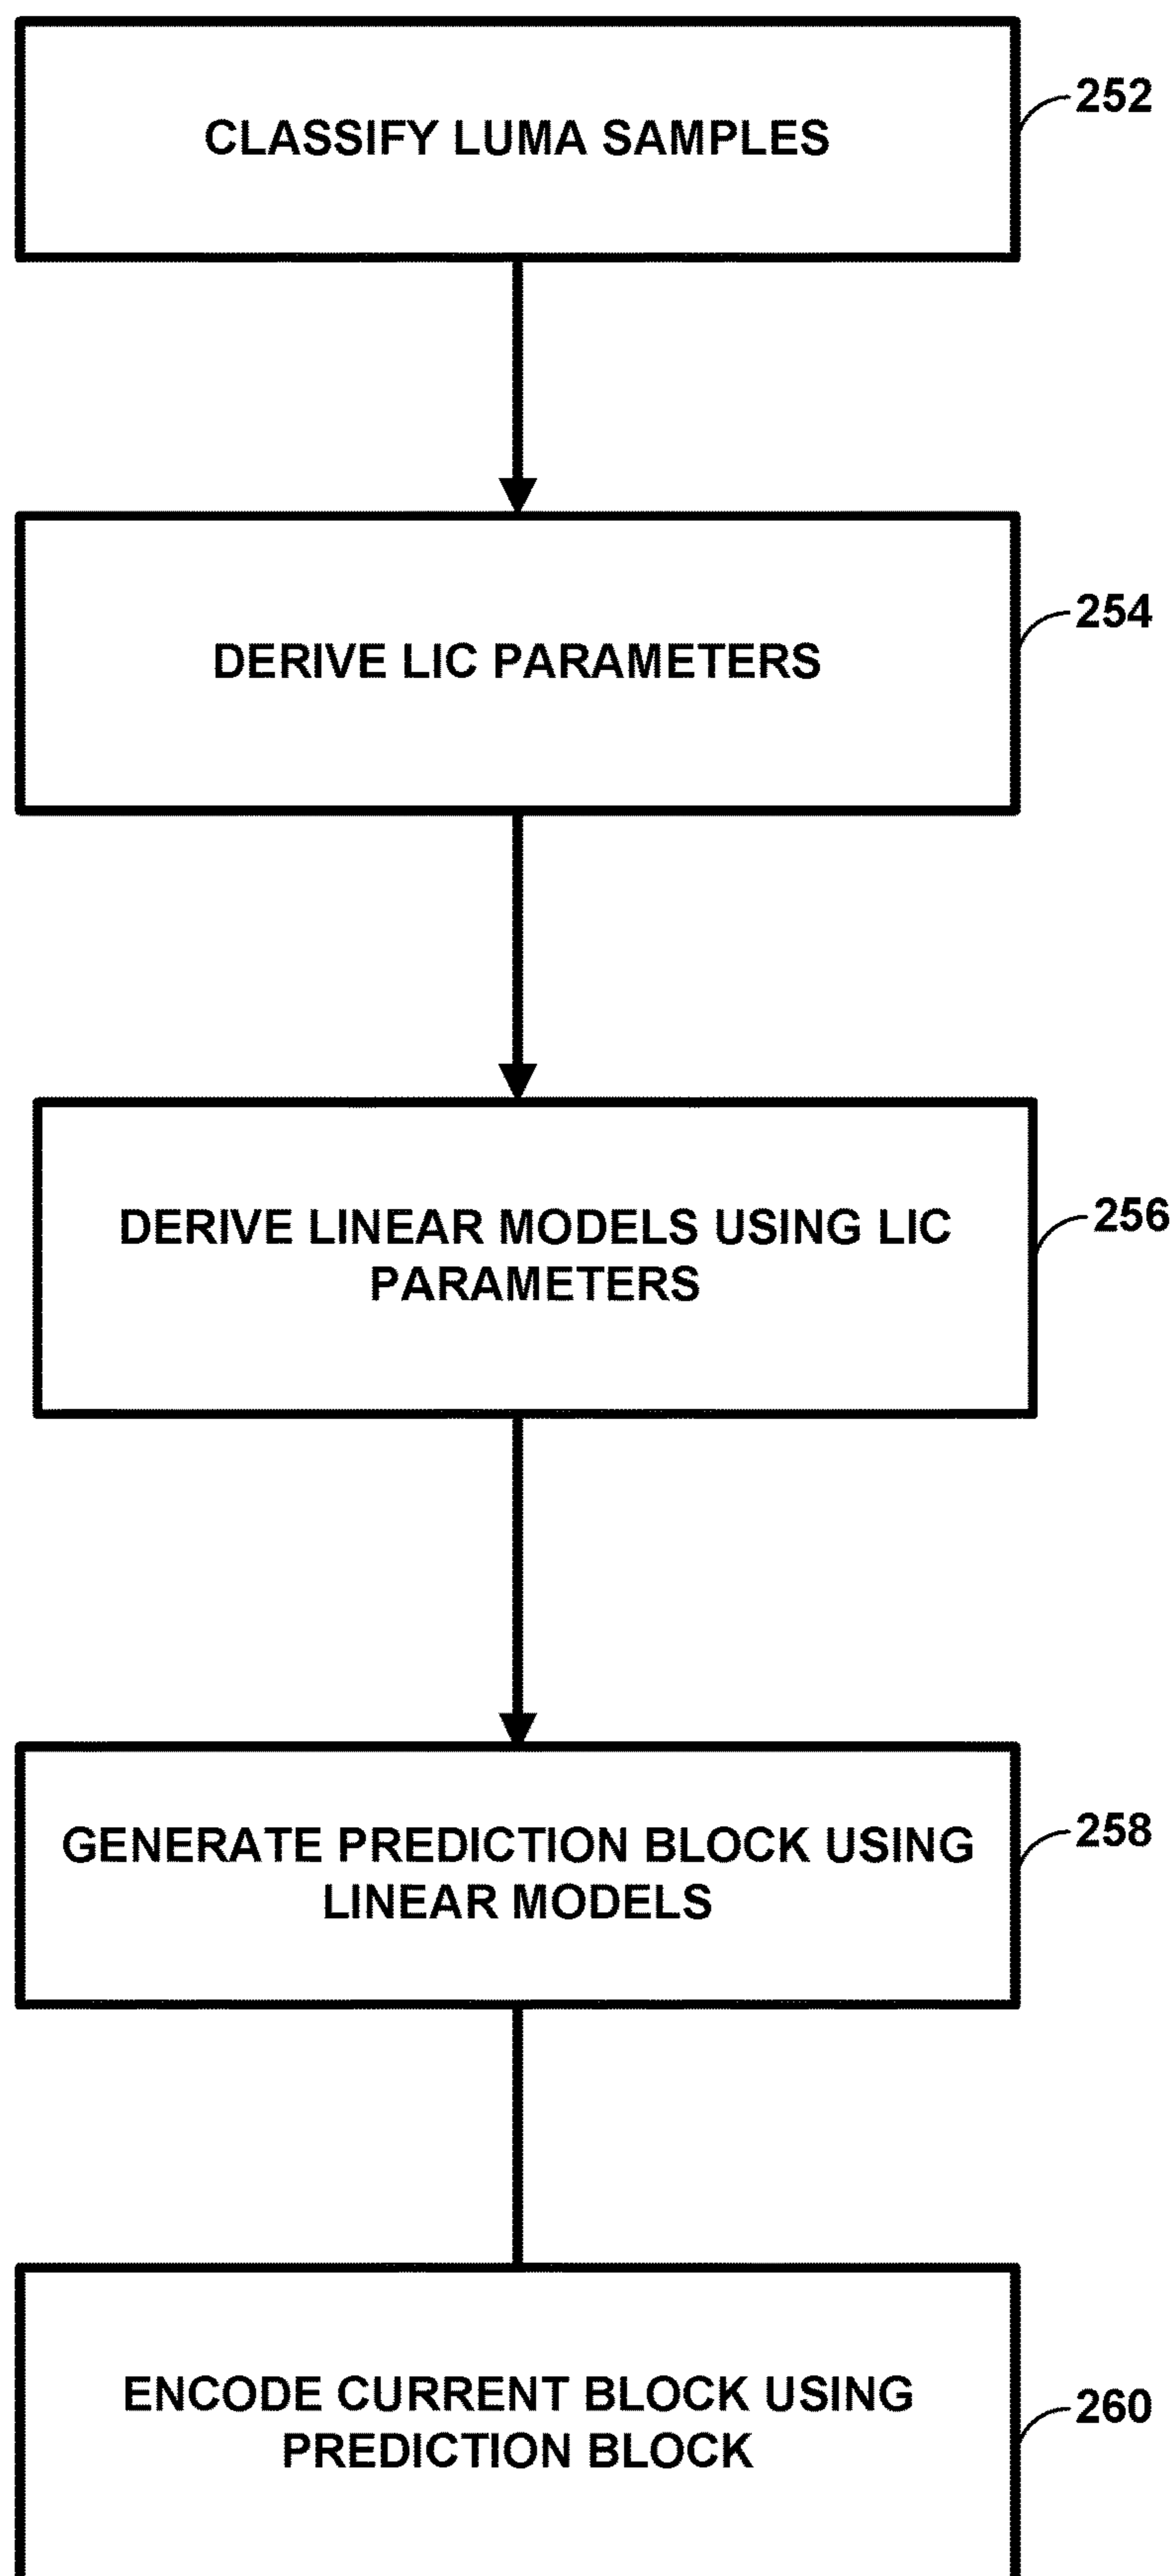 CLASSIFY LUMA SAMPLES
252
DERIVE LIC PARAMETERS
254
DERIVE LINEAR MODELS USING LIC
PARAMETERS
256
GENERATE PREDICTION BLOCK USING
LINEAR MODELS
258
ENCODE CURRENT BLOCK USING
PREDICTION BLOCK
260